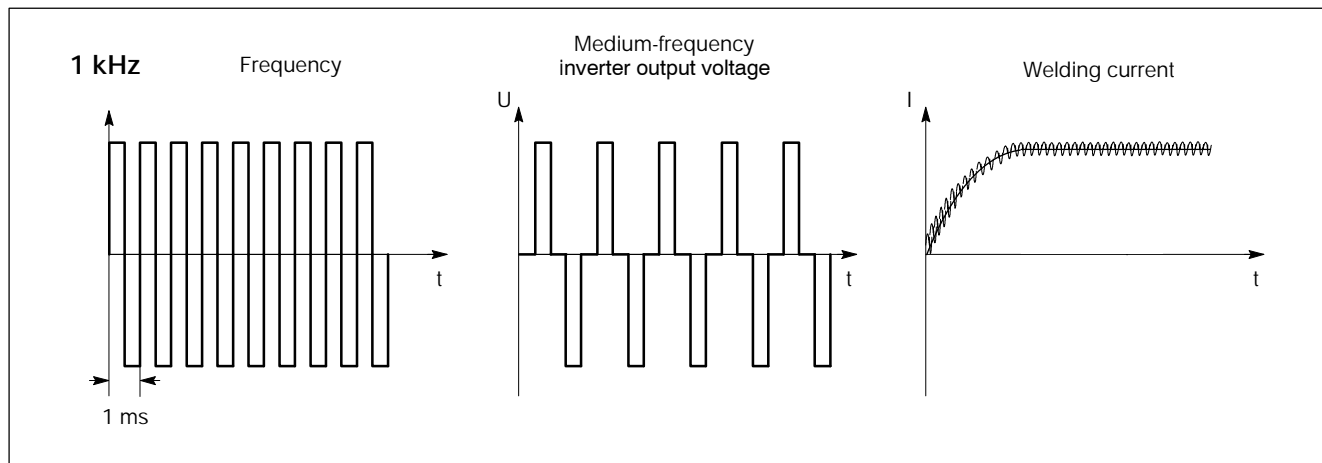 1 kHz
Frequency
Medium-frequency
inverter output voltage
Welding current
U
I
t
t
t
1 ms